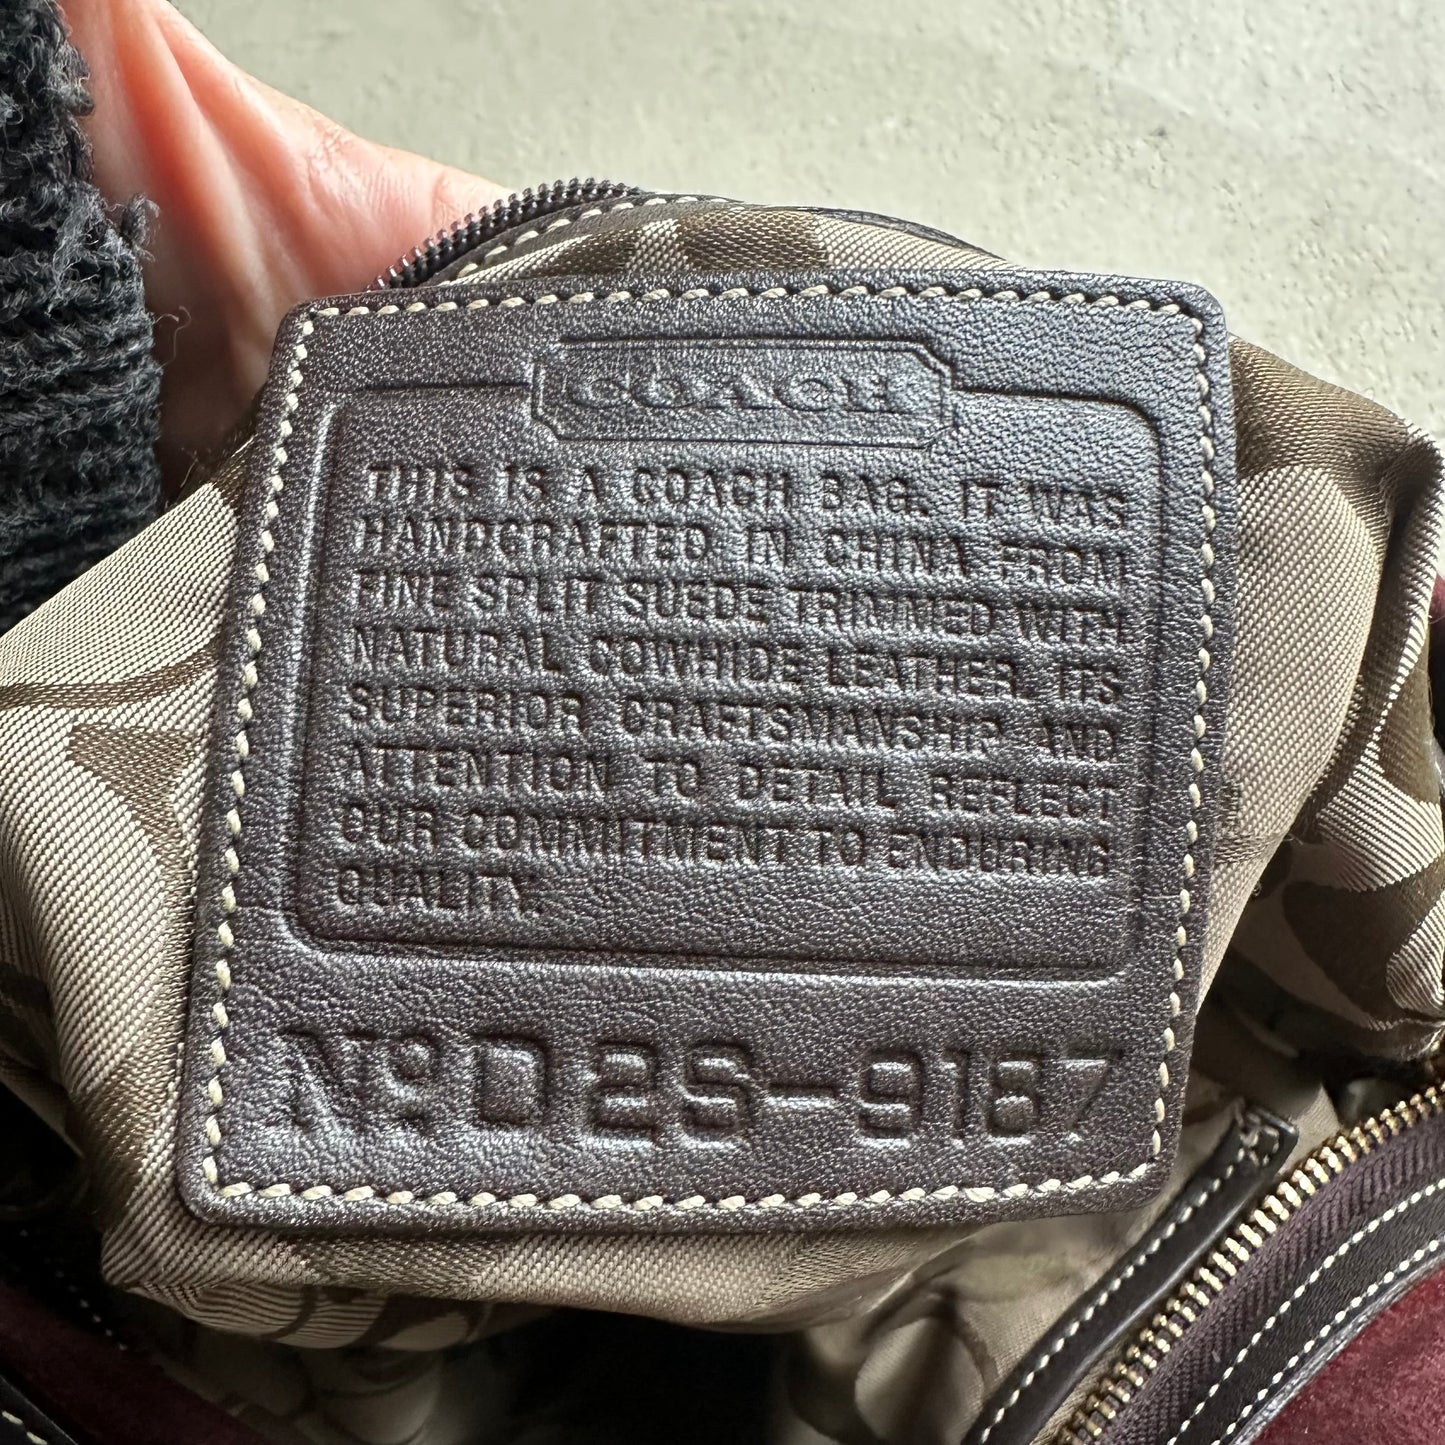 COACH
THIS IS A COACH BAG. IT WAS
HANDCRAFTED IN CHINA FROM
FINE SPLIT SUEDE TRIMMED WITH
NATURAL COWHIDE LEATHER. ITS
SUPERIOR CRAFTSMANSHIP AND
ATTENTION TO DETAIL REFLECT
OUR COMMITMENT TO ENDURING
QUALITY.
Nº D2S-9187